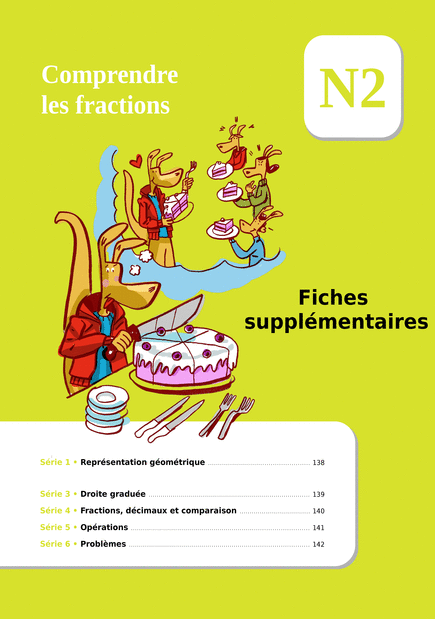 Comprendre
les fractions
N2
Fiches
supplémentaires
Série 1 • Représentation géométrique ........ 138
Série 3 • Droite graduée ........ 139
Série 4 • Fractions, décimaux et comparaison ........ 140
Série 5 • Opérations ........ 141
Série 6 • Problèmes ........ 142